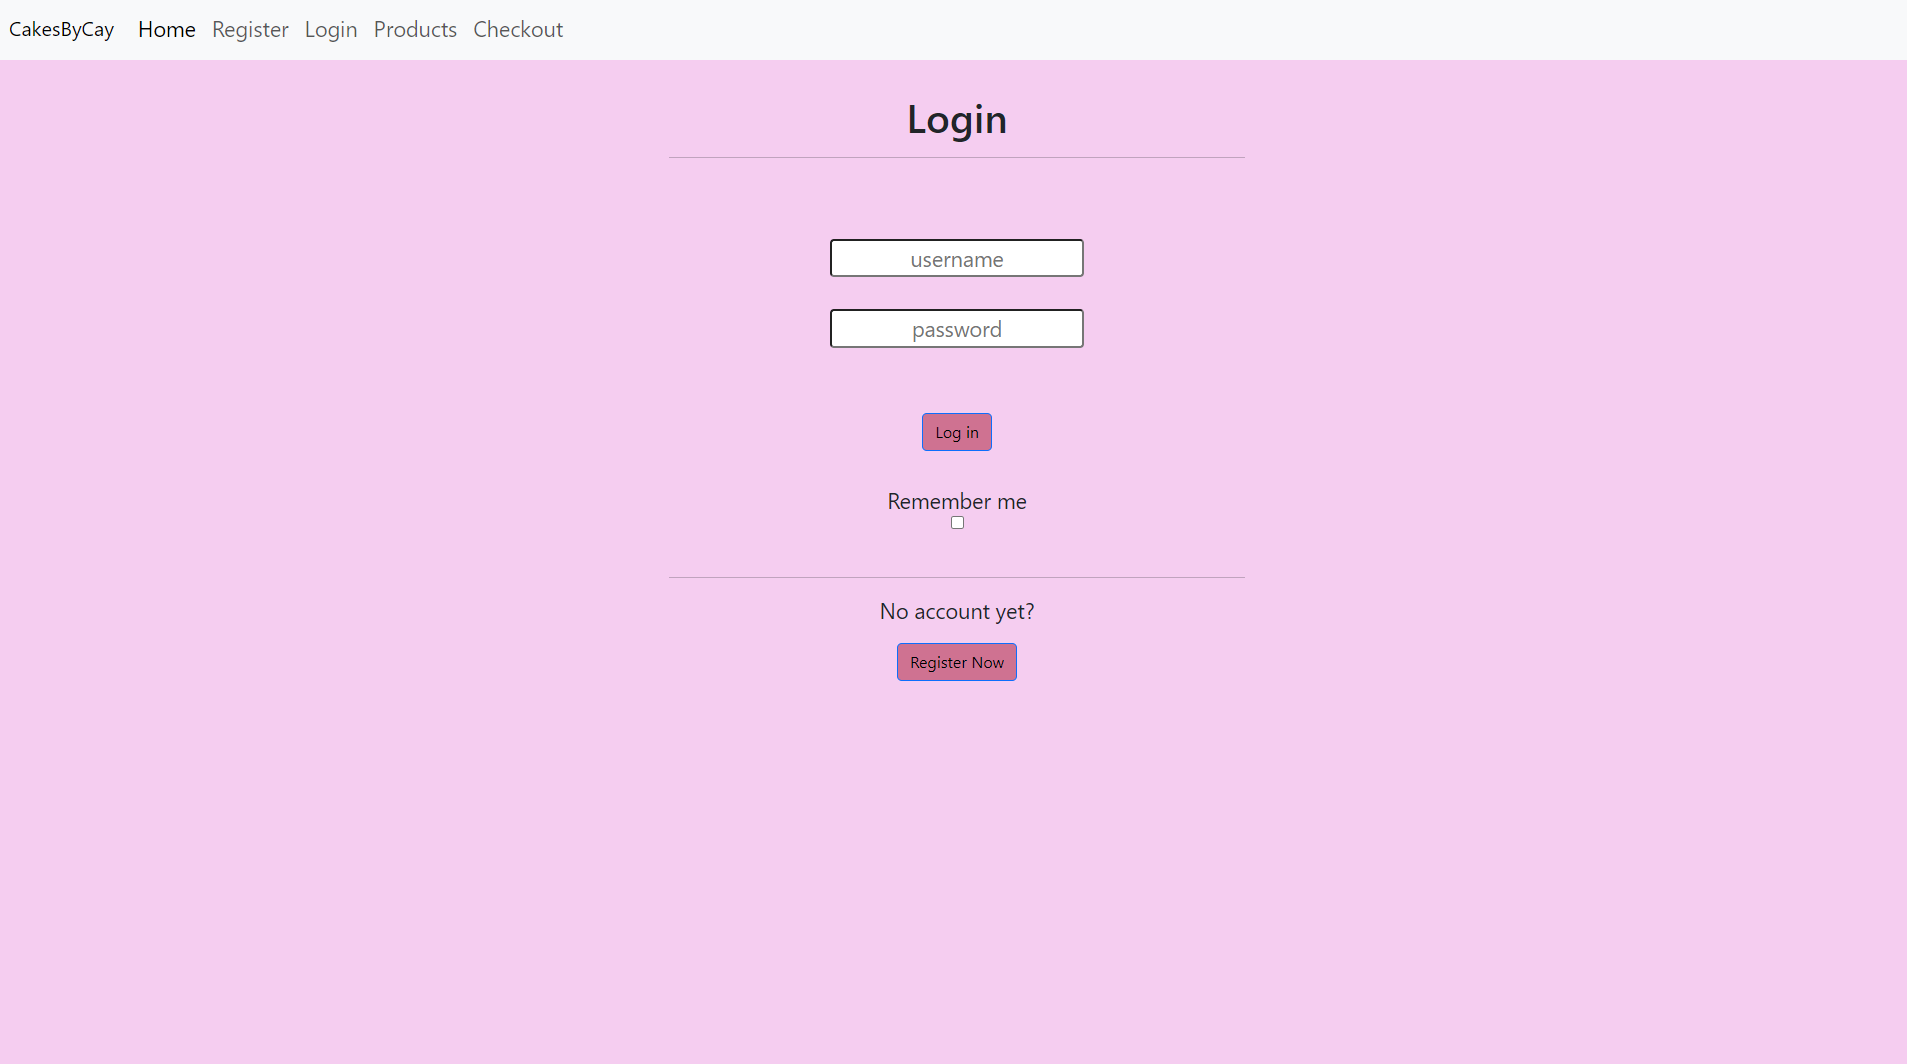 CakesByCay Home Register Login Products Checkout
Login
username
password
Log in
Remember me
No account yet?
Register Now